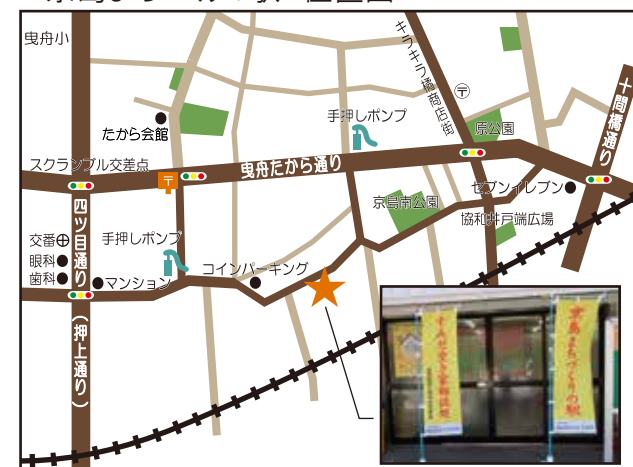 曳舟小
キラキラ橘商店街
〒
十間橋通り
たから会館
手押しポンプ
原公園
スクランブル交差点
〒
曳舟たから通り
セブンイレブン
京島南公園
協和井戸端広場
四ツ目通り(押上通り)
交番
手押しポンプ
眼科
歯科
マンション
コインパーキング
京島まちづくりの駅